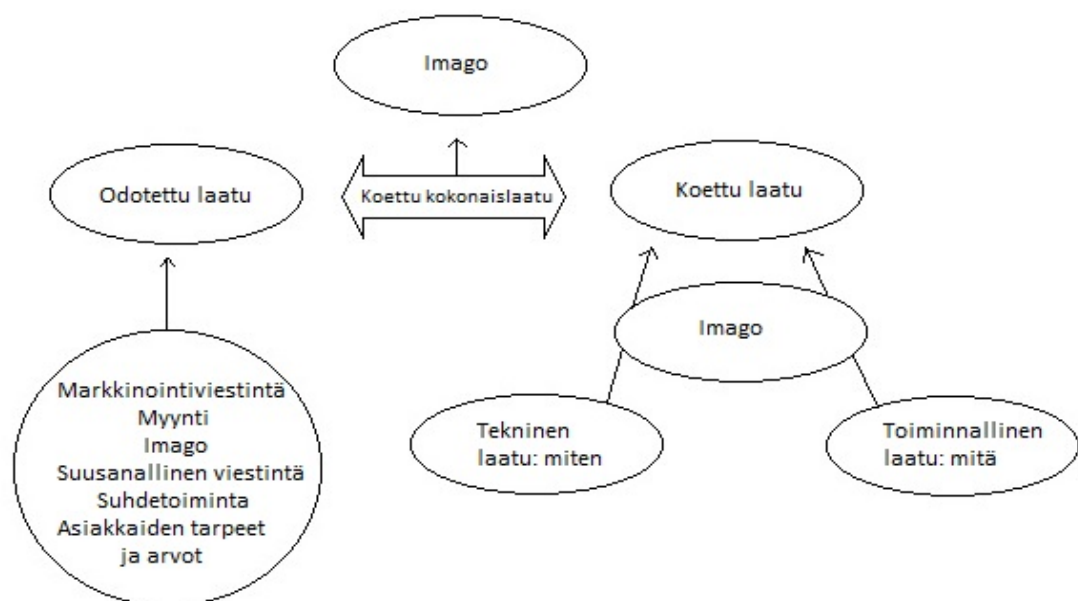 Imago
Odotettu laatu
Koettu kokonaislaatu
Koettu laatu
Imago
Markkinointiviestintä
Myynti
Imago
Suusanallinen viestintä
Suhdetoiminta
Asiakkaiden tarpeet
ja arvot
Tekninen
laatu: miten
Toiminnallinen
laatu: mitä